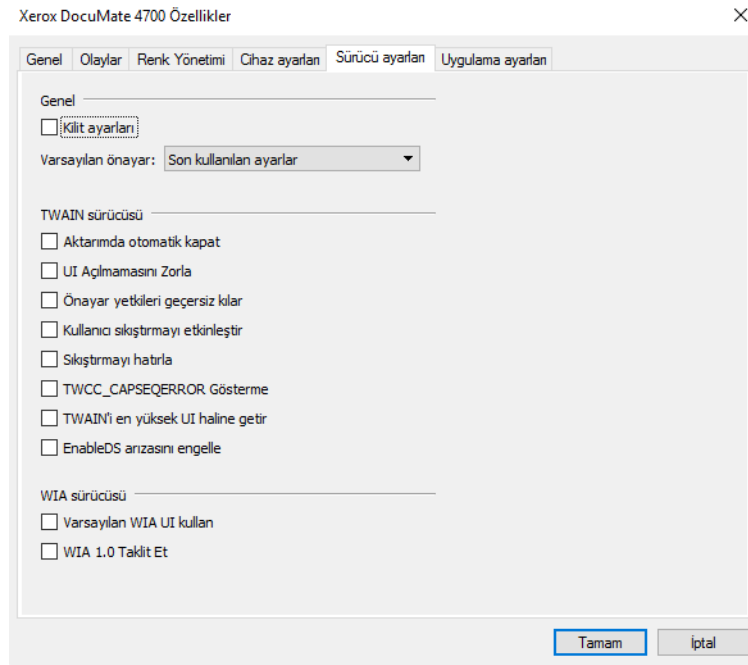 Xerox DocuMate 4700 Özellikler
Genel Olaylar Renk Yönetimi Cihaz ayarları Sürücü ayarları Uygulama ayarları
Genel
Kilit ayarları
Varsayılan önayar: Son kullanılan ayarlar
TWAIN sürücüsü
Aktarımda otomatik kapat
UI Açılmamasını Zorla
Önayar yetkileri geçersiz kılar
Kullanıcı sıkıştırmayı etkinleştir
Sıkıştırmayı hatırla
TWCC_CAPSEQERROR Gösterme
TWAIN'i en yüksek UI haline getir
EnableDS arızasını engelle
WIA sürücüsü
Varsayılan WIA UI kullan
WIA 1.0 Taklit Et
Tamam İptal